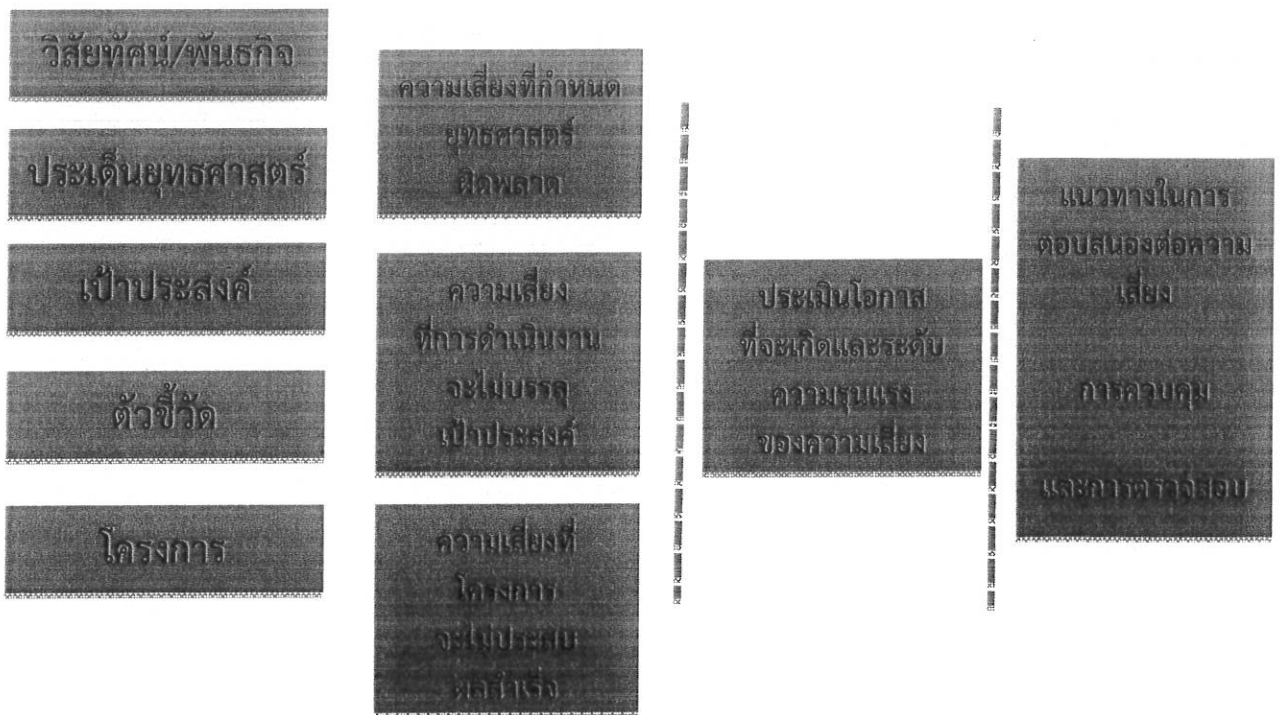 วิสัยทัศน์/พันธกิจ
ประเด็นยุทธศาสตร์
เป้าประสงค์
ตัวชี้วัด
โครงการ
ความเสี่ยงที่กำหนด
ยุทธศาสตร์
ผิดพลาด
ความเสี่ยง
ที่การดำเนินงาน
จะไม่บรรลุ
เป้าประสงค์
ความเสี่ยงที่
โครงการ
จะไม่ประสบ
ผลสำเร็จ
ประเมินโอกาส
ที่จะเกิดและระดับ
ความรุนแรง
ของความเสี่ยง
แนวทางในการ
ตอบสนองต่อความ
เสี่ยง
การควบคุม
และการตรวจสอบ